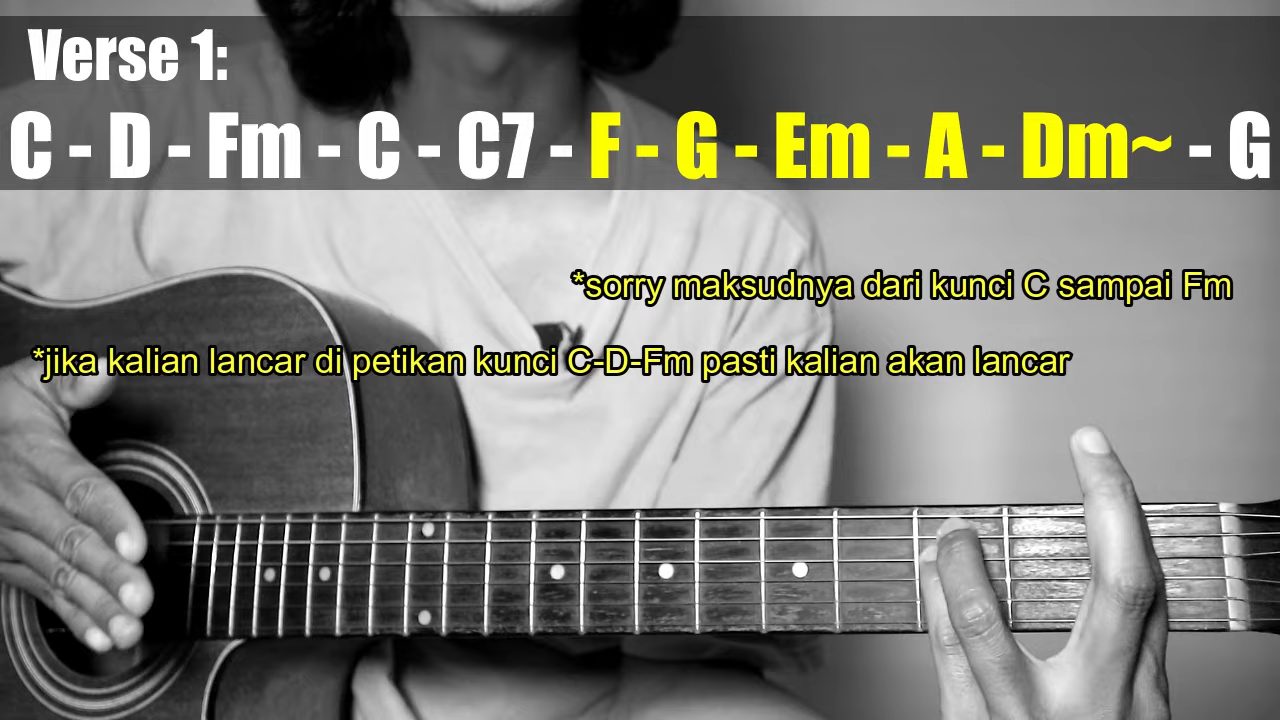 Verse 1:
C - D - Fm - C - C7 - F - G - Em - A - Dm~ - G
*sorry maksudnya dari kunci C sampai Fm
*jika kalian lancar di petikan kunci C-D-Fm pasti kalian akan lancar